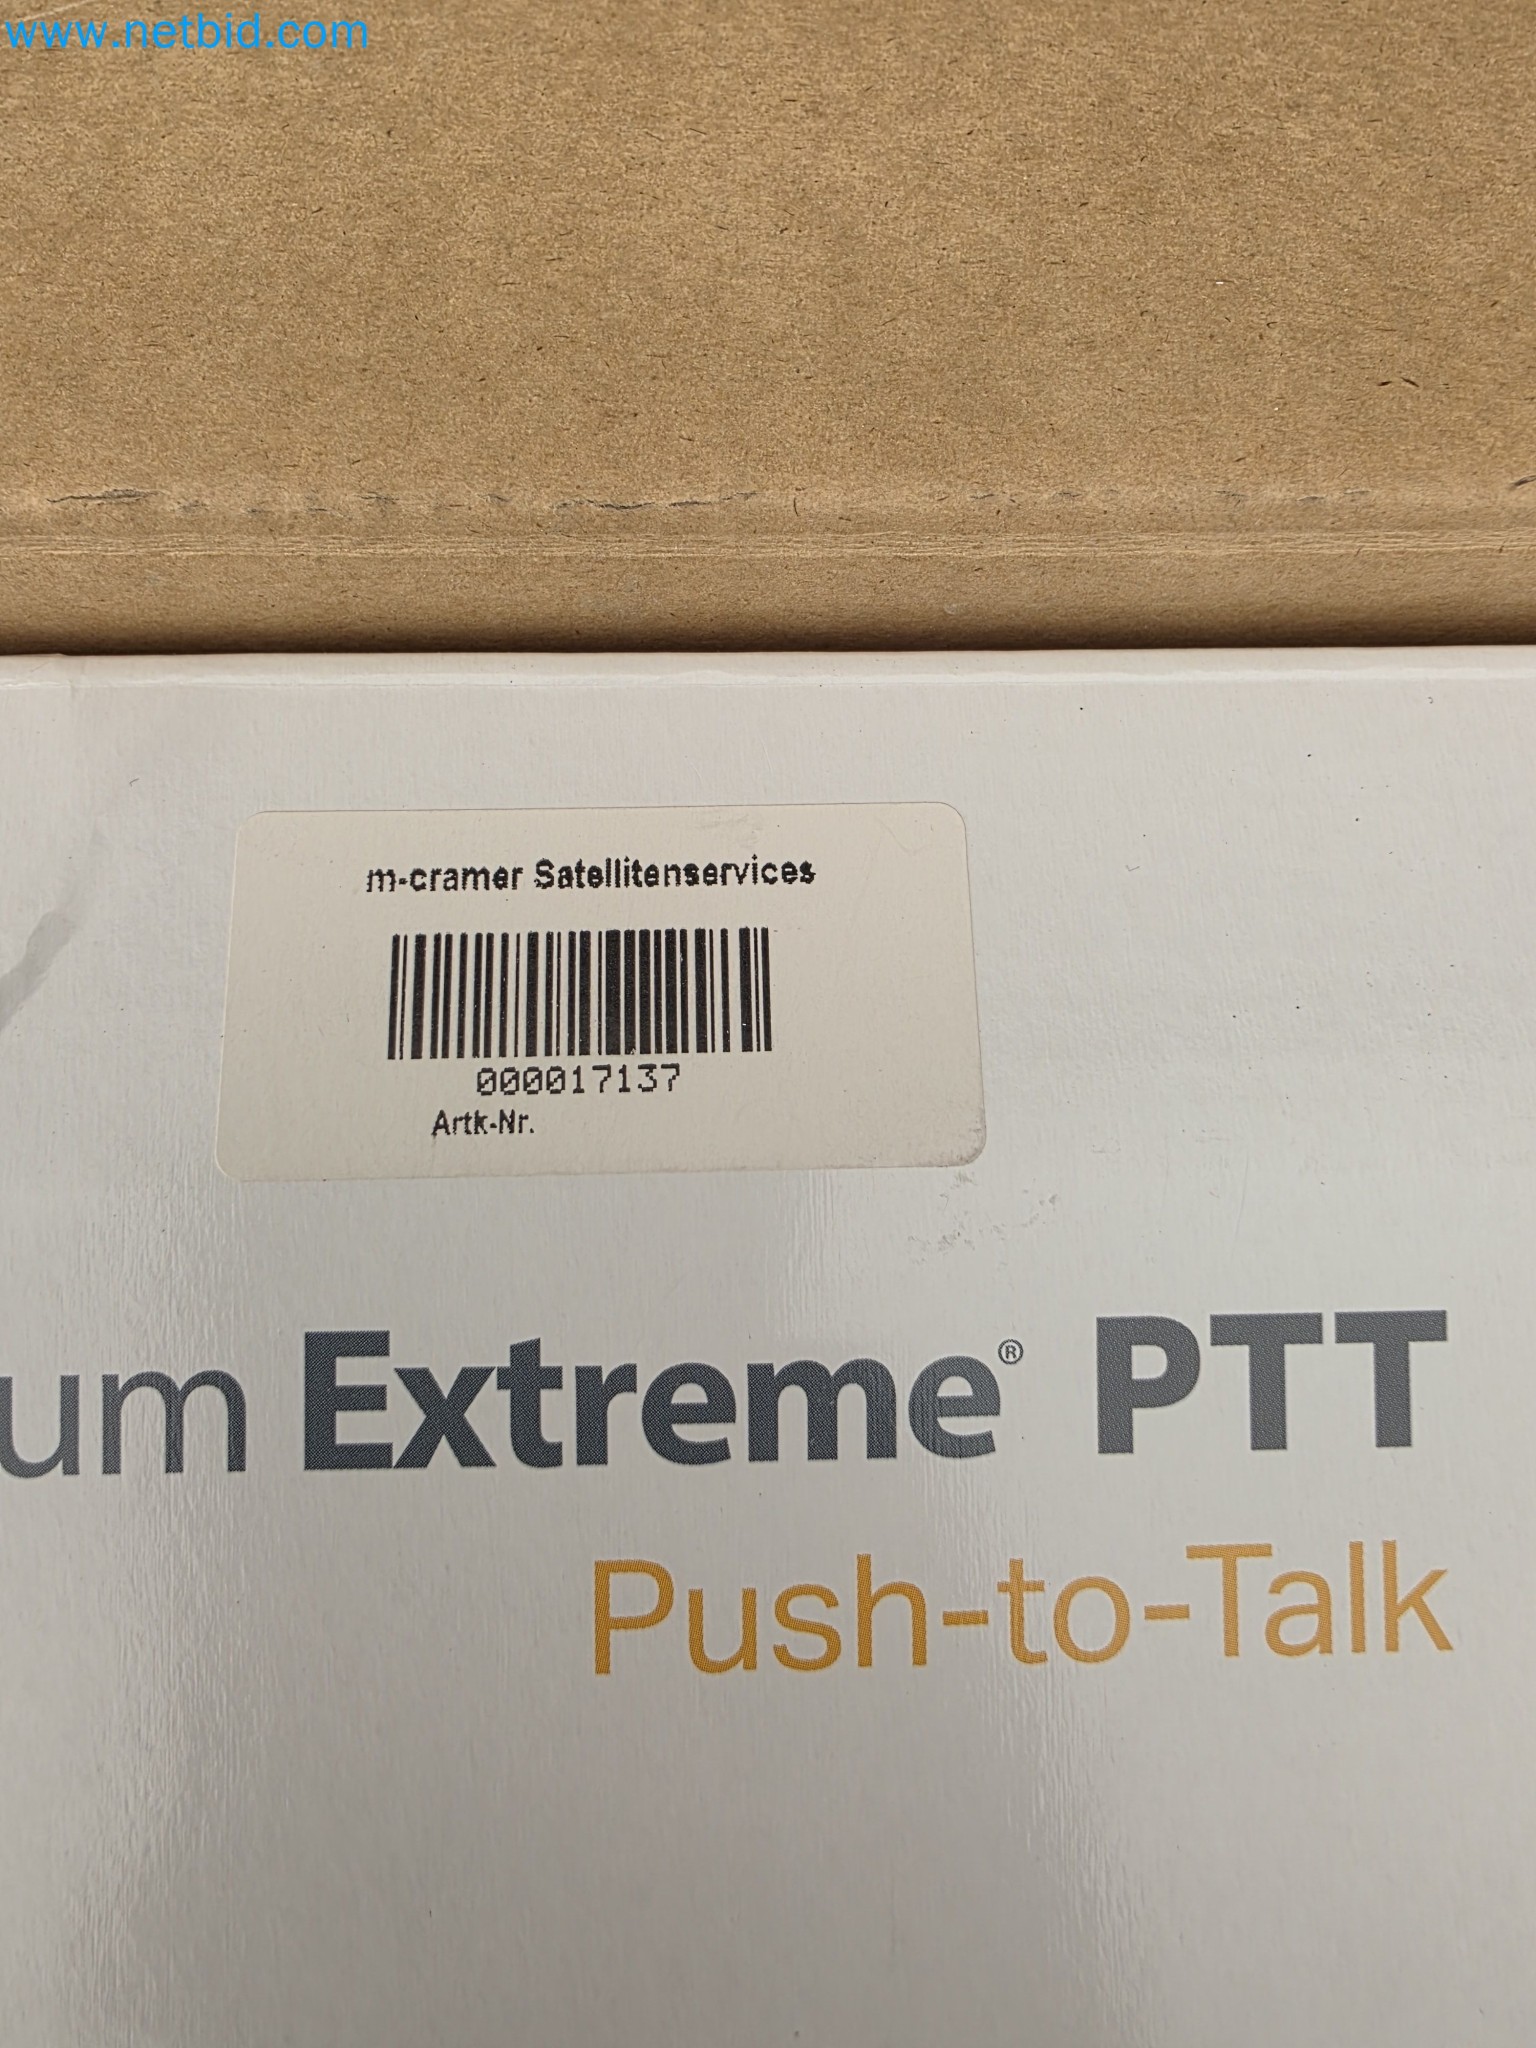 www.netbid.com
m-cramer Satellitenservices
000017137
Artk-Nr.
um Extreme® PTT
Push-to-Talk